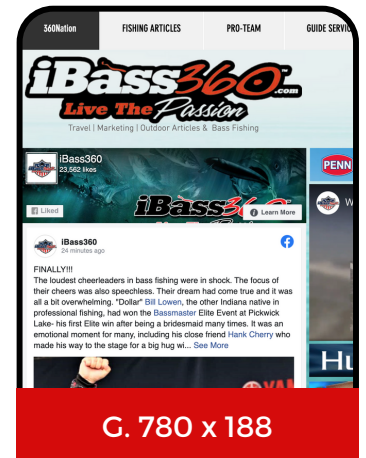 360Nation FISHING ARTICLES PRO-TEAM GUIDE SERVIC
iBass360.com
Live The Passion
Travel | Marketing | Outdoor Articles & Bass Fishing
iBass360
23,562 likes
PENN
Liked
iBass36
Learn More
W
iBass360
24 minutes ago
FINALLY!!!
The loudest cheerleaders in bass fishing were in shock. The focus of
their cheers was also speechless. Their dream had come true and it was
all a bit overwhelming. "Dollar" Bill Lowen, the other Indiana native in
professional fishing, had won the Bassmaster Elite Event at Pickwick
Lake- his first Elite win after being a bridesmaid many times. It was an
emotional moment for many, including his close friend Hank Cherry who
made his way to the stage for a big hug wi... See More
Hu
YAM
G. 780 x 188